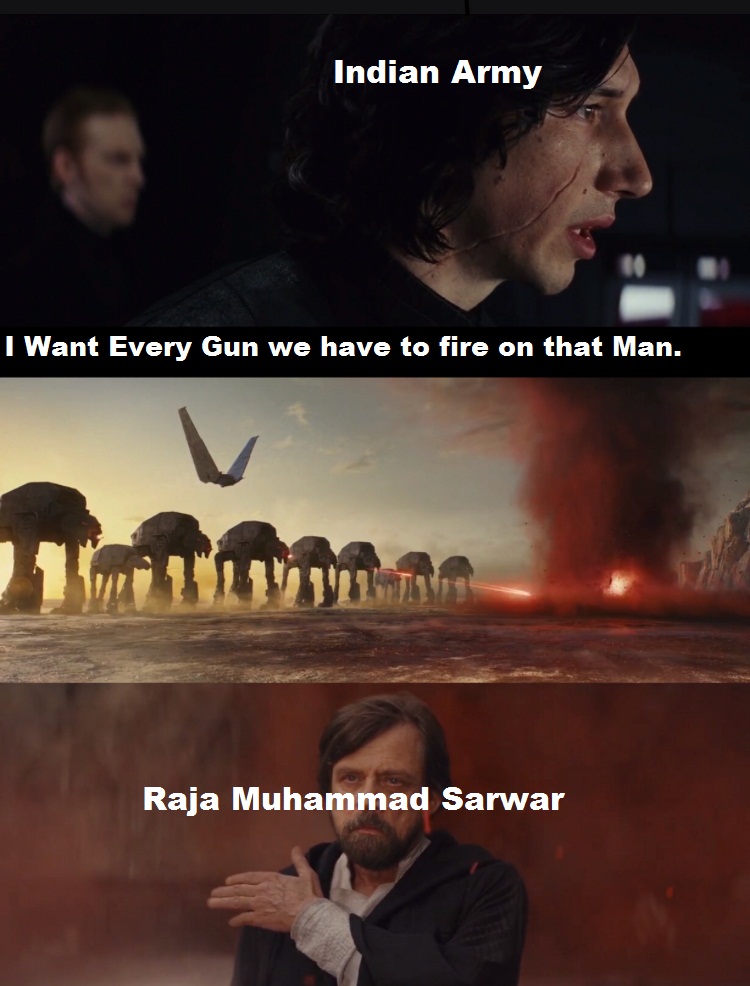 Indian Army
I Want Every Gun we have to fire on that Man.
Raja Muhammad Sarwar